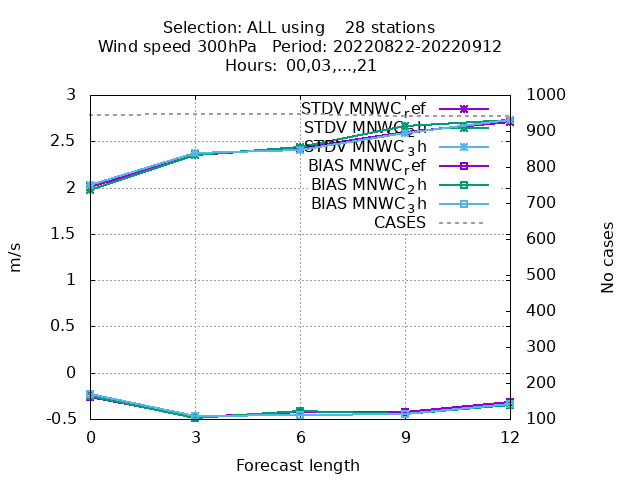 Selection: ALL using    28 stations
Wind speed 300hPa   Period: 20220822-20220912
Hours: 00,03,...,21
STDV MNWC_ref
STDV MNWC_2h
STDV MNWC_3h
BIAS MNWC_ref
BIAS MNWC_2h
BIAS MNWC_3h
CASES
3
2.5
2
1.5
1
0.5
0
-0.5
m/s
1000
900
800
700
600
500
400
300
200
100
No cases
0 3 6 9 12
Forecast length